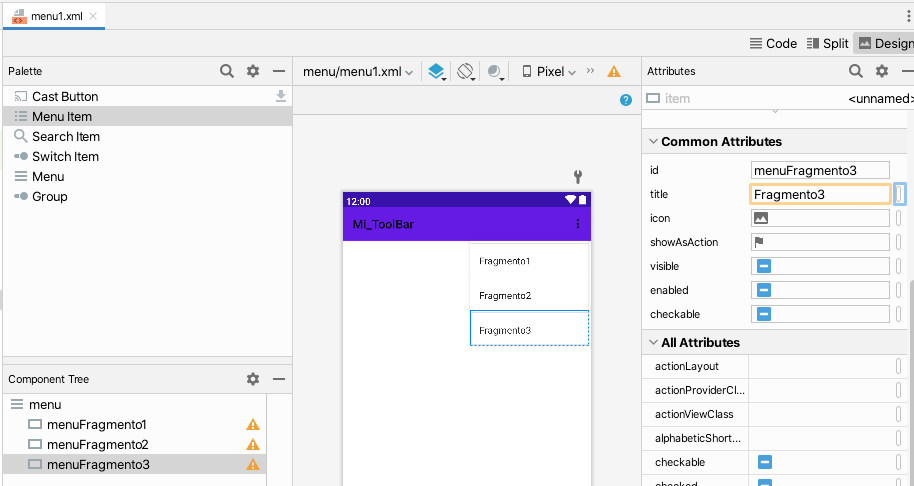 menu1.xml
Code
Split
Design
Palette
menu/menu1.xml
Pixel
Attributes
Cast Button
Menu Item
Search Item
Switch Item
Menu
Group
item
<unnamed>
Common Attributes
id
menuFragmento3
title
Fragmento3
icon
showAsAction
visible
enabled
checkable
12:00
Mi_ToolBar
Fragmento1
Fragmento2
Fragmento3
All Attributes
actionLayout
actionProviderCl...
actionViewClass
alphabeticShort...
checkable
checked
Component Tree
menu
menuFragmento1
menuFragmento2
menuFragmento3